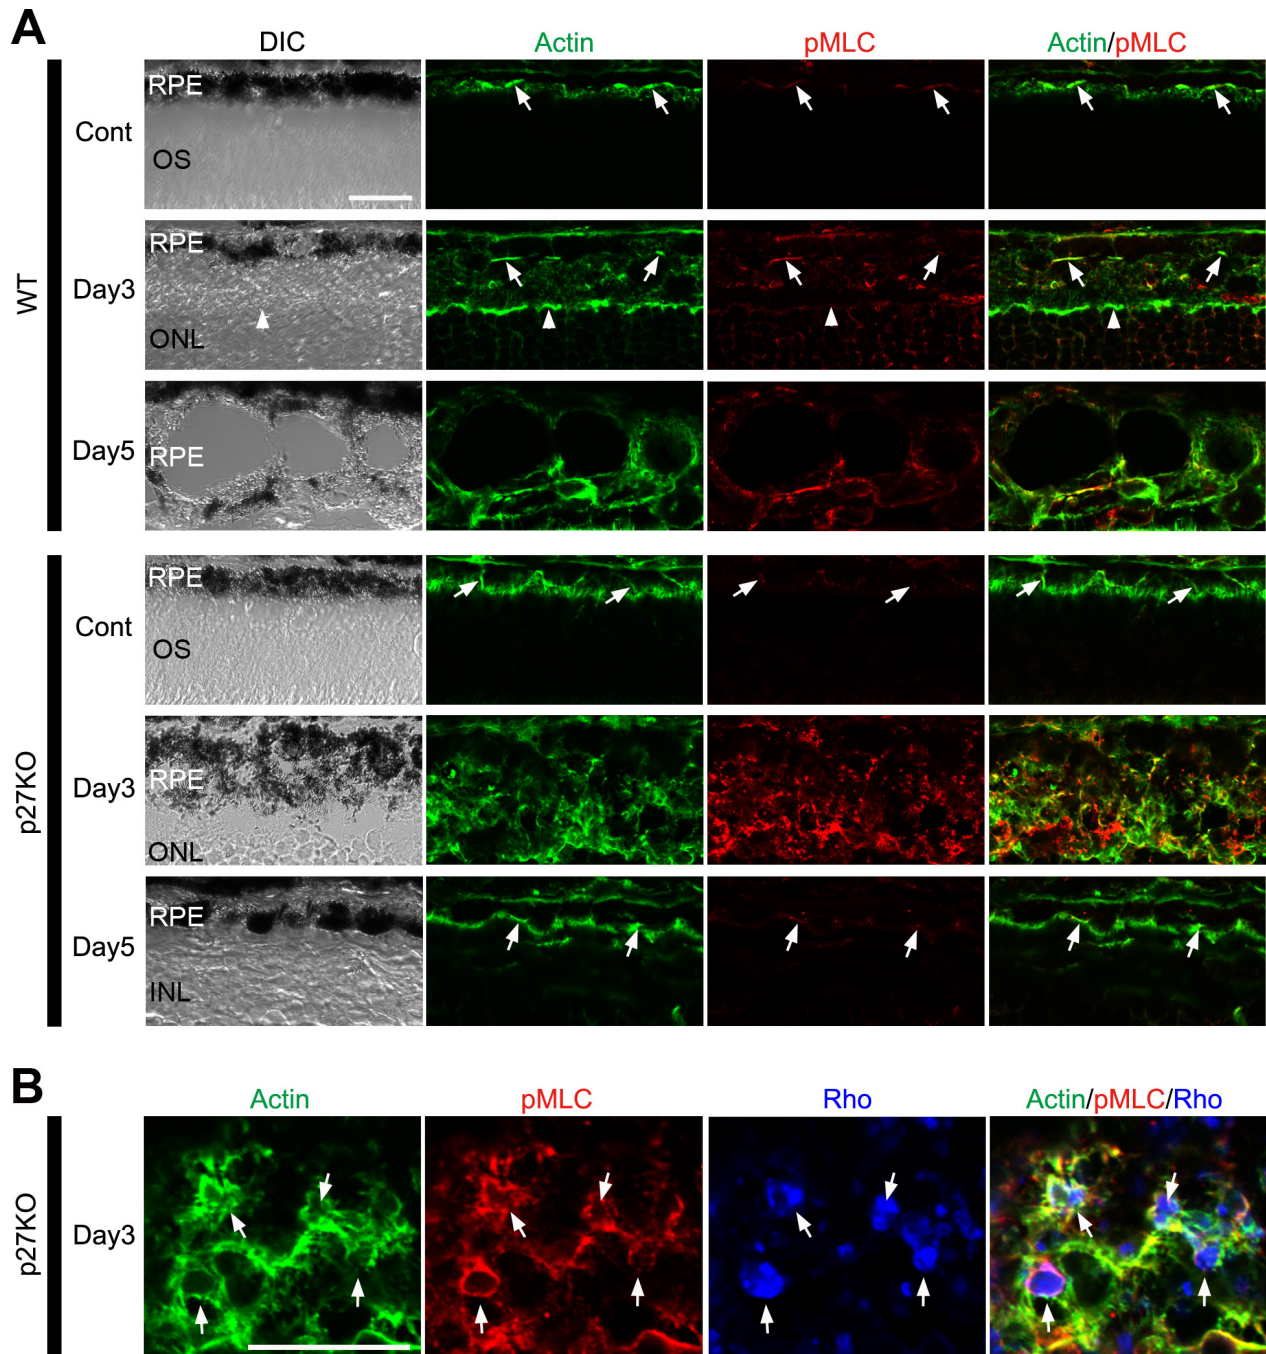 A
DIC Actin pMLC Actin/pMLC
WT
Cont
RPE
OS
Day3
RPE
ONL
Day5
RPE
p27KO
Cont
RPE
OS
Day3
RPE
ONL
Day5
RPE
INL
B
Actin pMLC Rho Actin/pMLC/Rho
p27KO
Day3